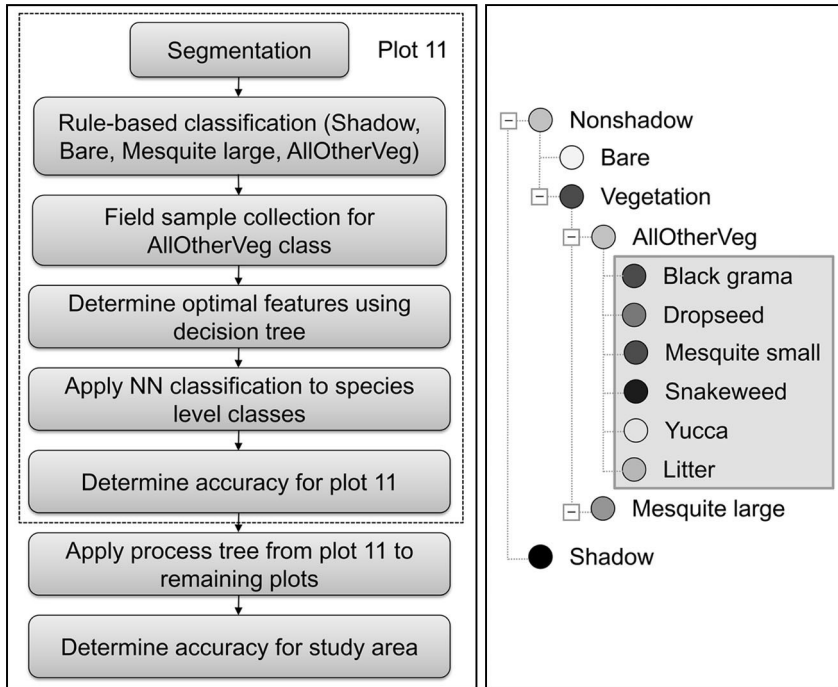 Segmentation
Plot 11
Rule-based classification (Shadow,
Bare, Mesquite large, AllOtherVeg)
Field sample collection for
AllOtherVeg class
Determine optimal features using
decision tree
Apply NN classification to species
level classes
Determine accuracy for plot 11
Apply process tree from plot 11 to
remaining plots
Determine accuracy for study area
Nonshadow
Bare
Vegetation
AllOtherVeg
Black grama
Dropseed
Mesquite small
Snakeweed
Yucca
Litter
Mesquite large
Shadow